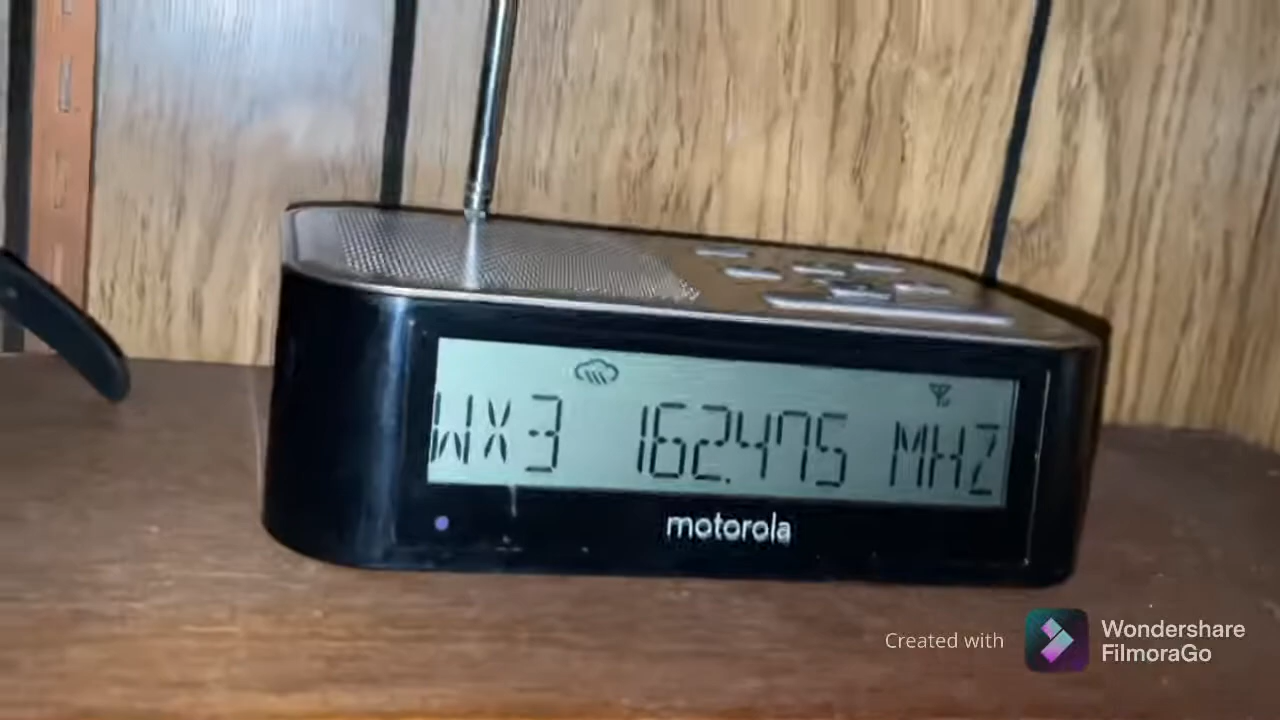 WX3 162.475 MHZ
motorola
Created with
Wondershare
FilmoraGo